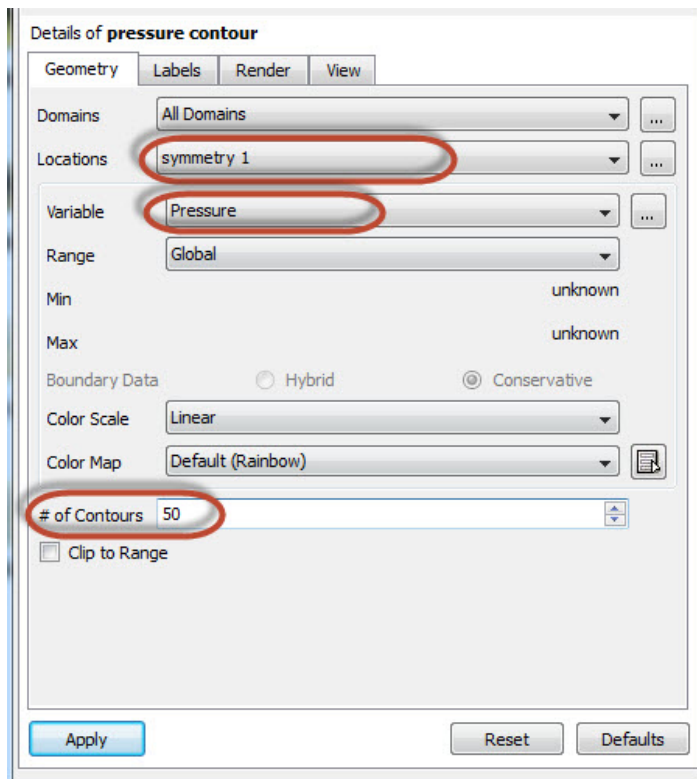 Details of pressure contour
Geometry Labels Render View
Domains All Domains ...
Locations symmetry 1 ...
Variable Pressure ...
Range Global
Min unknown
Max unknown
Boundary Data Hybrid Conservative
Color Scale Linear
Color Map Default (Rainbow)
# of Contours 50
Clip to Range
Apply Reset Defaults